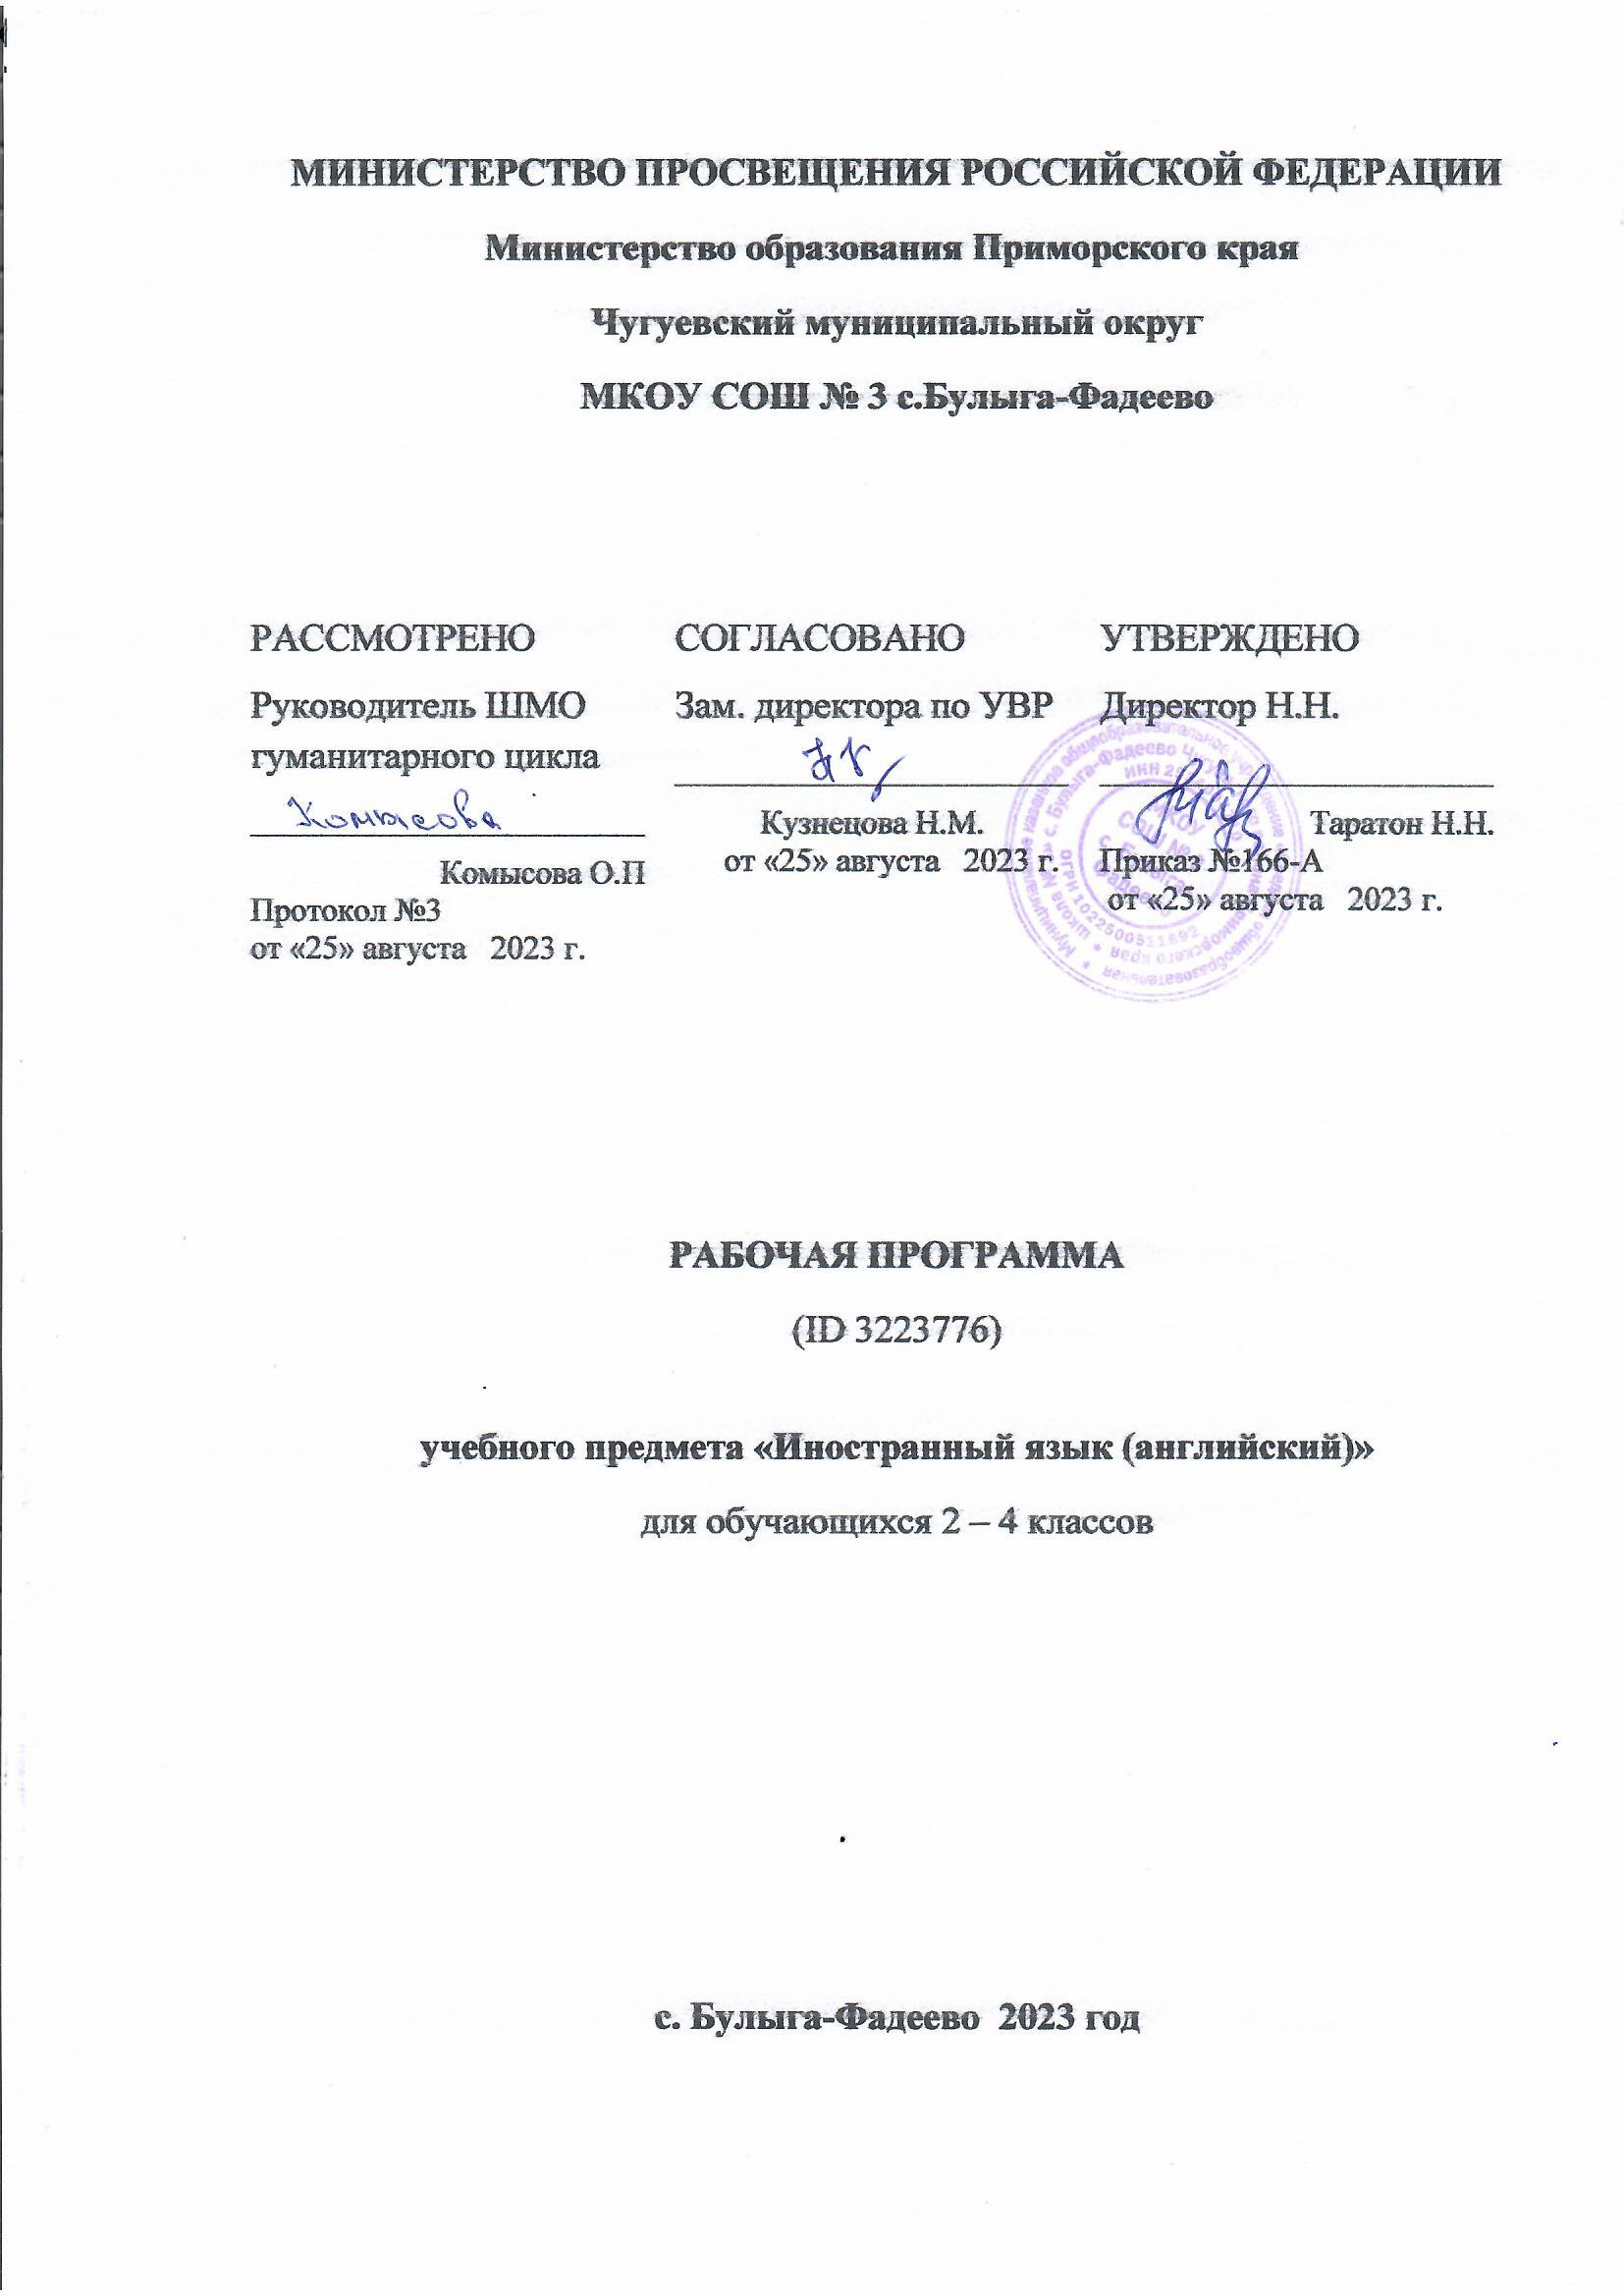 МИНИСТЕРСТВО ПРОСВЕЩЕНИЯ РОССИЙСКОЙ ФЕДЕРАЦИИ
Министерство образования Приморского края
Чугуевский муниципальный округ
МКОУ СОШ № 3 с.Булыга-Фадеево
РАССМОТРЕНО
Руководитель ШМО
гуманитарного цикла
Комысова
Комысова О.П
Протокол №3
от «25» августа 2023 г.
СОГЛАСОВАНО
Зам. директора по УВР
Кузнецова Н.М.
от «25» августа 2023 г.
УТВЕРЖДЕНО
Директор Н.Н.
Таратон Н.Н.
Приказ №166-А
от «25» августа 2023 г.
РАБОЧАЯ ПРОГРАММА
(ID 3223776)
учебного предмета «Иностранный язык (английский)»
для обучающихся 2 – 4 классов
с. Булыга-Фадеево 2023 год